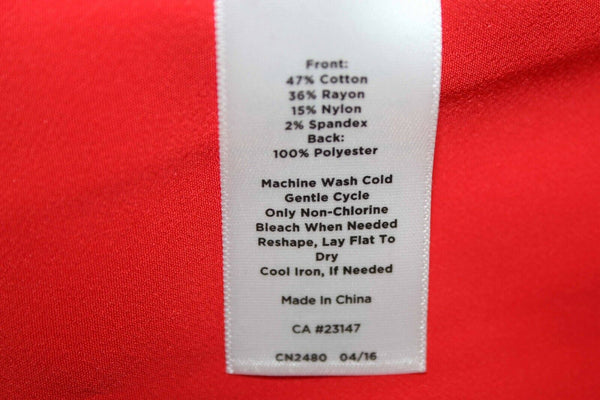 Front:
47% Cotton
36% Rayon
15% Nylon
2% Spandex
Back:
100% Polyester
Machine Wash Cold
Gentle Cycle
Only Non-Chlorine
Bleach When Needed
Reshape, Lay Flat To
Dry
Cool Iron, If Needed
Made In China
CA #23147
CN2480 04/16